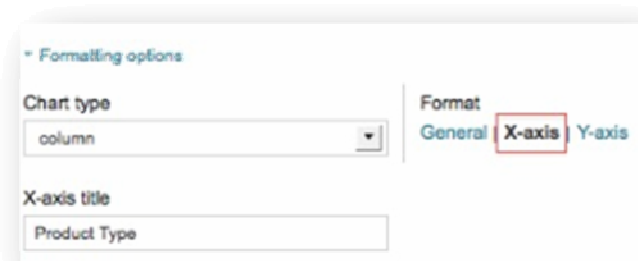 Formatting options
Chart type
column
Format
General | X-axis | Y-axis
X-axis title
Product Type